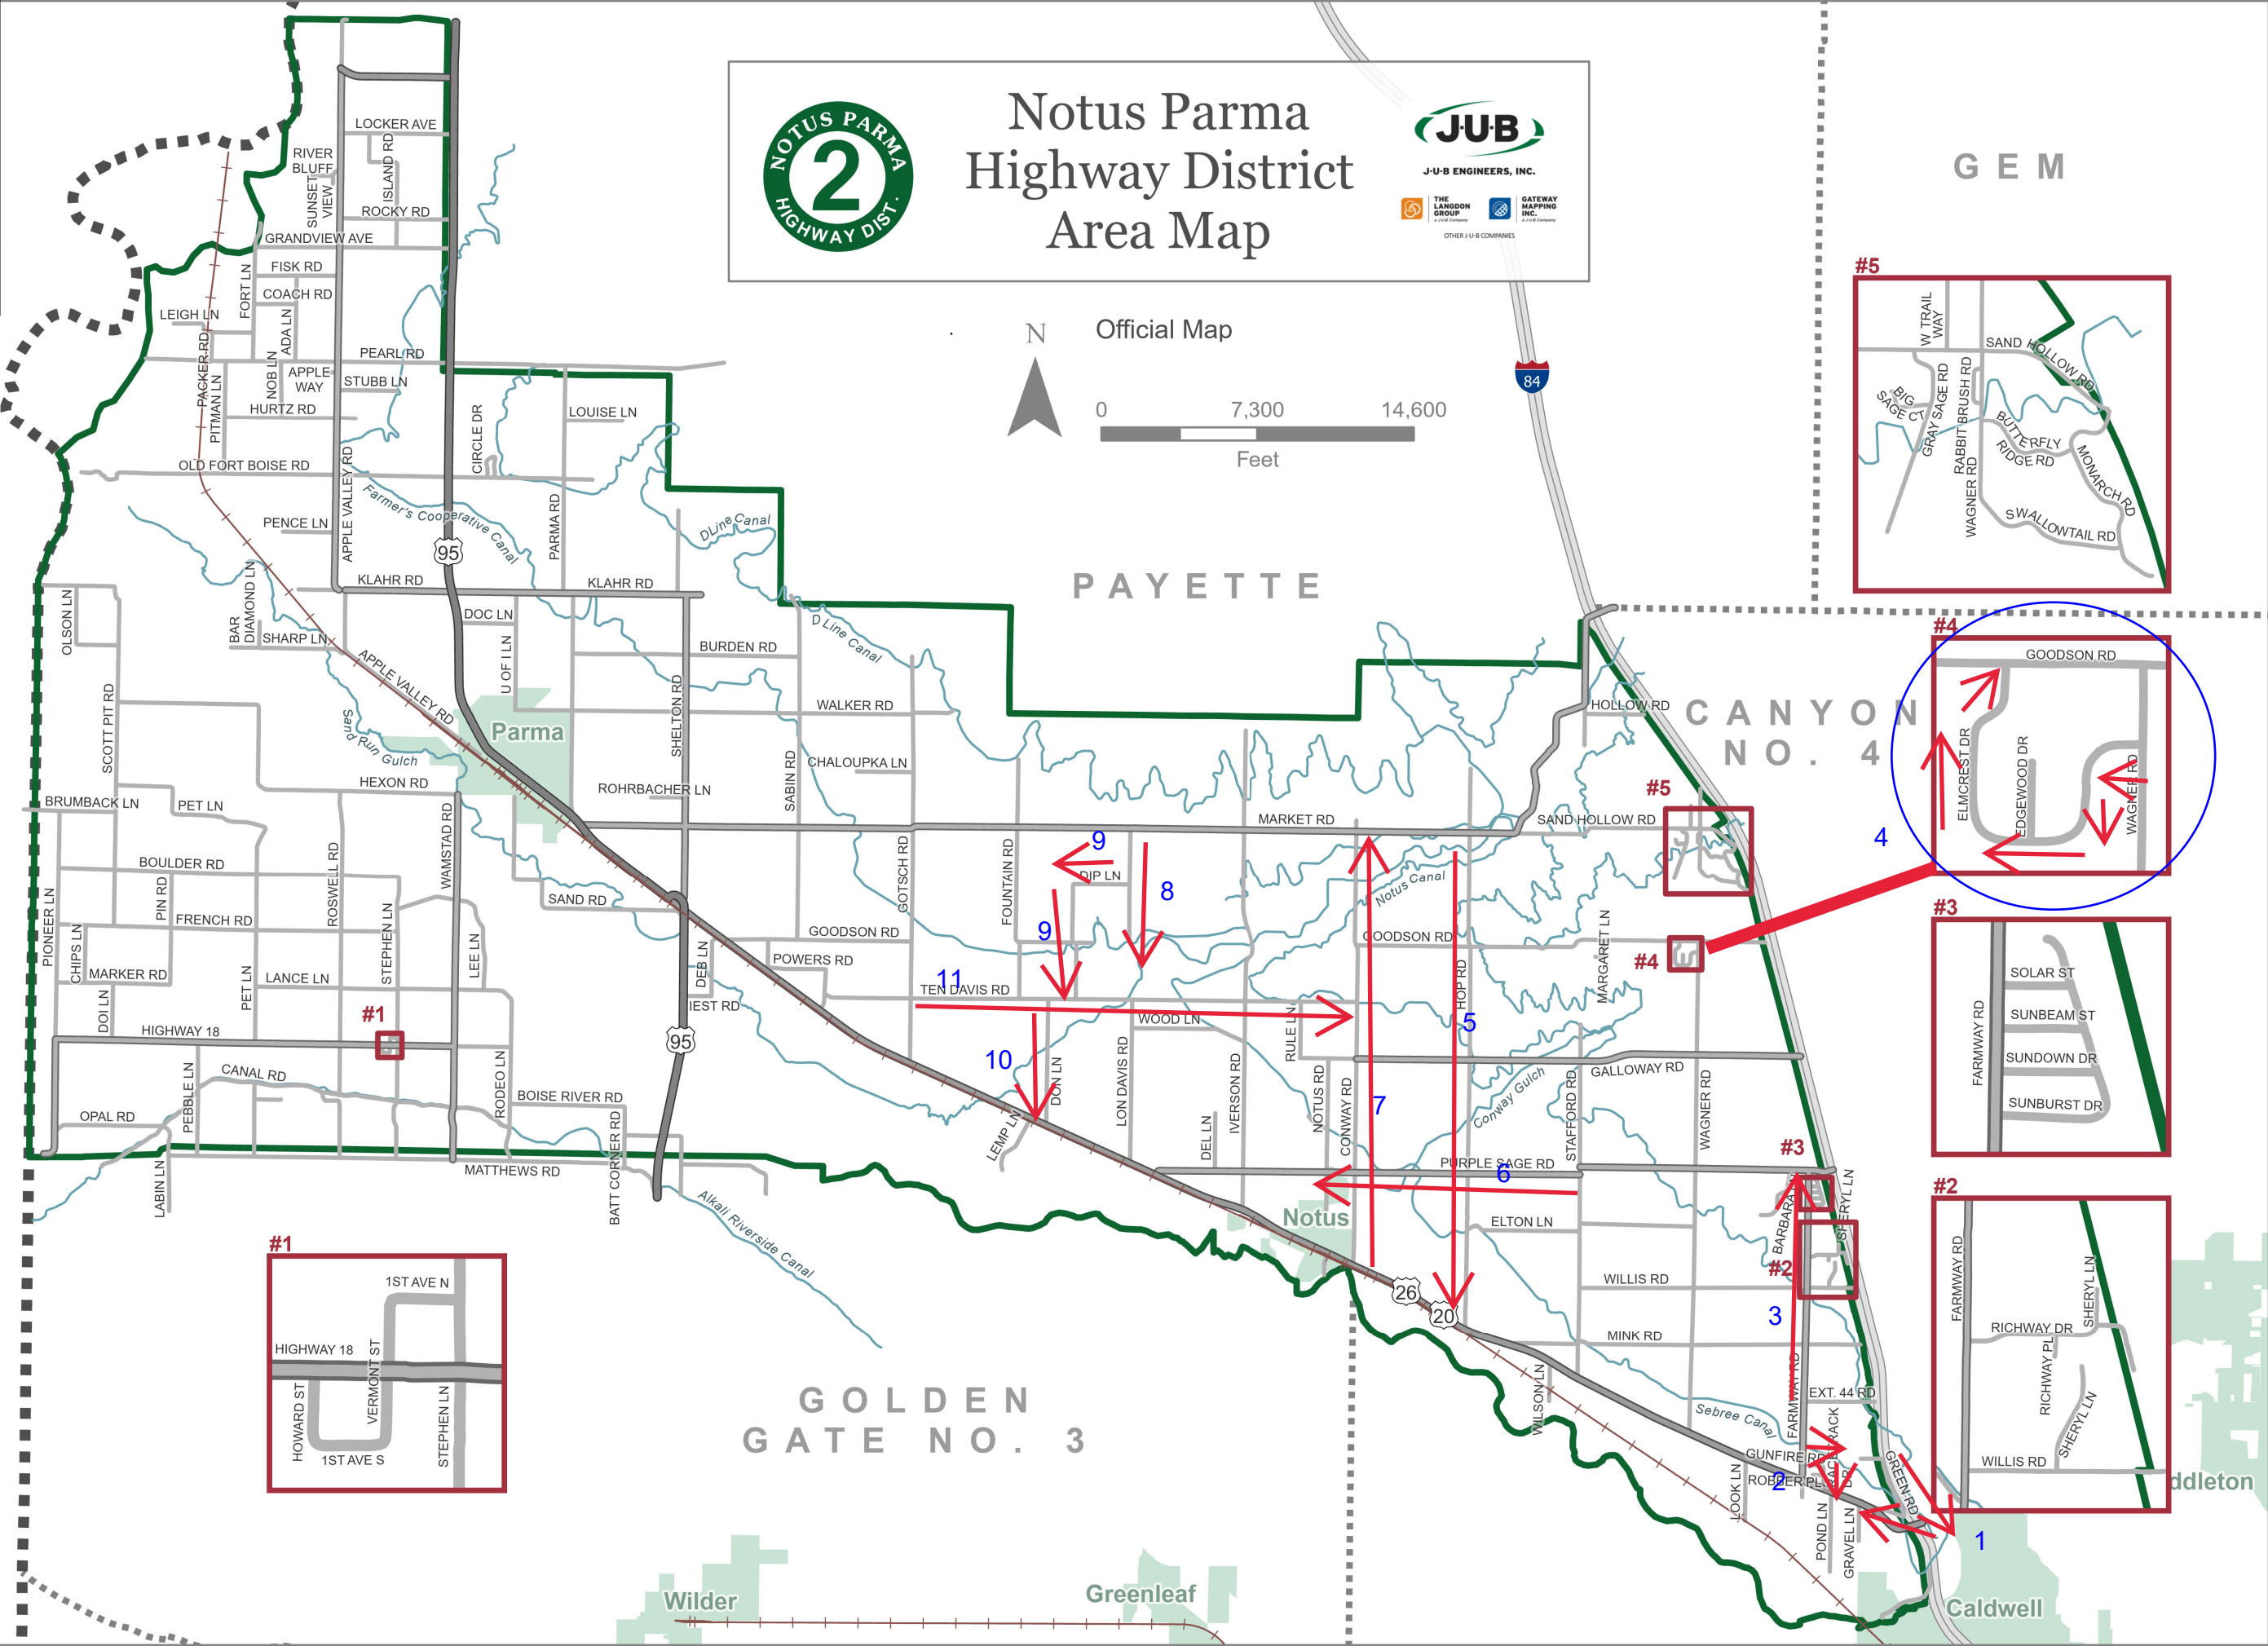 NOTUS PARMA
2
HIGHWAY DIST.
Notus Parma
Highway District
Area Map
J·U·B
J·U·B ENGINEERS, INC.
THE
LANGDON
GROUP
a J·U·B Company
GATEWAY
MAPPING
INC.
a J·U·B Company
OTHER J·U·B COMPANIES
N
Official Map
0 7,300 14,600
Feet
84
GEM
PAYETTE
CANYON
NO. 4
GOLDEN
GATE NO. 3
LOCKER AVE
RIVER
BLUFF
ISLAND RD
SUNSET
VIEW
ROCKY RD
GRANDVIEW AVE
FISK RD
FORT LN
COACH RD
LEIGH LN
ADA LN
PACKER RD
PEARL RD
NOB LN
APPLE
WAY
STUBB LN
PITMAN LN
HURTZ RD
CIRCLE DR
LOUISE LN
OLD FORT BOISE RD
APPLE VALLEY RD
Farmer's Cooperative Canal
PARMA RD
DLine Canal
PENCE LN
95
KLAHR RD
KLAHR RD
OLSON LN
BAR
DIAMOND LN
SHARP LN
DOC LN
U OF I LN
BURDEN RD
D Line Canal
APPLE VALLEY RD
SCOTT PIT RD
Sand Run Gulch
Parma
SHELTON RD
WALKER RD
SABIN RD
CHALOUPKA LN
HEXON RD
ROHRBACHER LN
BRUMBACK LN
PET LN
WAMSTAD RD
MARKET RD
SAND HOLLOW RD
HOLLOW RD
BOULDER RD
PIN RD
ROSWELL RD
PIONEER LN
FRENCH RD
CHIPS LN
STEPHEN LN
LEE LN
SAND RD
GOTSCH RD
FOUNTAIN RD
DIP LN
GOODSON RD
POWERS RD
DEB LN
MARKER RD
LANCE LN
PET LN
DOI LN
IEST RD
TEN DAVIS RD
Notus Canal
GOODSON RD
HOP RD
MARGARET LN
HIGHWAY 18
#1
95
WOOD LN
RULE LN
CANAL RD
PEBBLE LN
RODEO LN
BOISE RIVER RD
OPAL RD
DON LN
LEMP LN
LON DAVIS RD
DEL LN
IVERSON RD
NOTUS RD
CONWAY RD
GALLOWAY RD
Conway Gulch
STAFFORD RD
WAGNER RD
LABIN LN
MATTHEWS RD
BATT CORNER RD
Alkali Riverside Canal
PURPLE SAGE RD
Notus
ELTON LN
WILLIS RD
MINK RD
26
20
WILSON LN
BARBARA
SHERYL LN
FARMWAY RD
EXT. 44 RD
Sebree Canal
GUNFIRE RD
RACE TRACK
DR
ROBBER PL
LOOK LN
POND LN
GRAVEL LN
GREEN RD
Caldwell
ddleton
Wilder
Greenleaf
#5
#4
#3
#2
1
2
3
4
5
6
7
8
9
9
10
11
#5
W TRAIL
WAY
SAND HOLLOW RD
BIG
SAGE CT
GRAY SAGE RD
RABBIT BRUSH RD
WAGNER RD
BUTTERFLY
RIDGE RD
MONARCH RD
SWALLOWTAIL RD
#4
GOODSON RD
ELMCREST DR
EDGEWOOD DR
WAGNER RD
#3
FARMWAY RD
SOLAR ST
SUNBEAM ST
SUNDOWN DR
SUNBURST DR
#2
FARMWAY RD
RICHWAY DR
RICHWAY PL
SHERYL LN
SHERYL LN
WILLIS RD
#1
1ST AVE N
HIGHWAY 18
HOWARD ST
VERMONT ST
STEPHEN LN
1ST AVE S